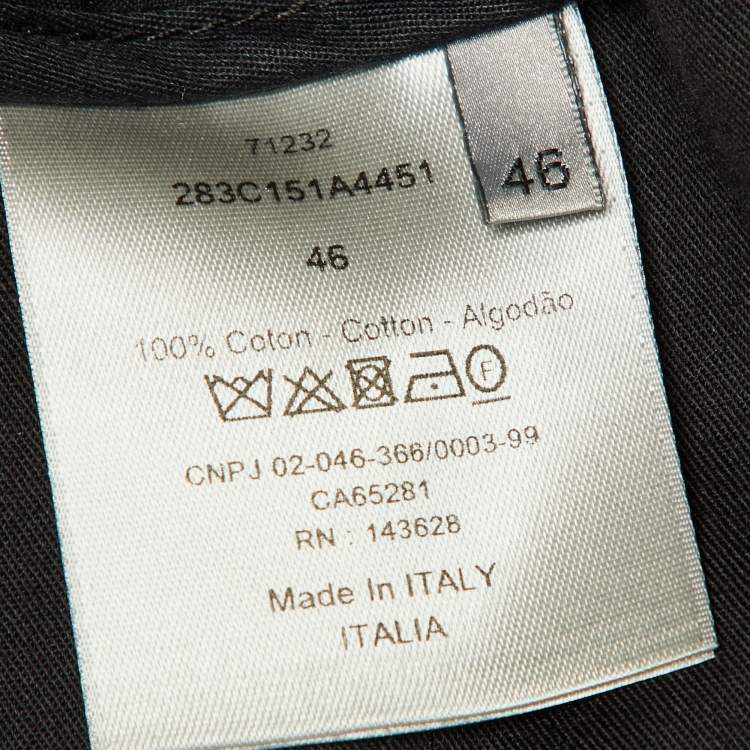 71232
283C151A4451
46
46
100% Coton - Cotton - Algodão
F
CNPJ 02-046-366/0003-99
CA65281
RN : 143628
Made In ITALY
ITALIA